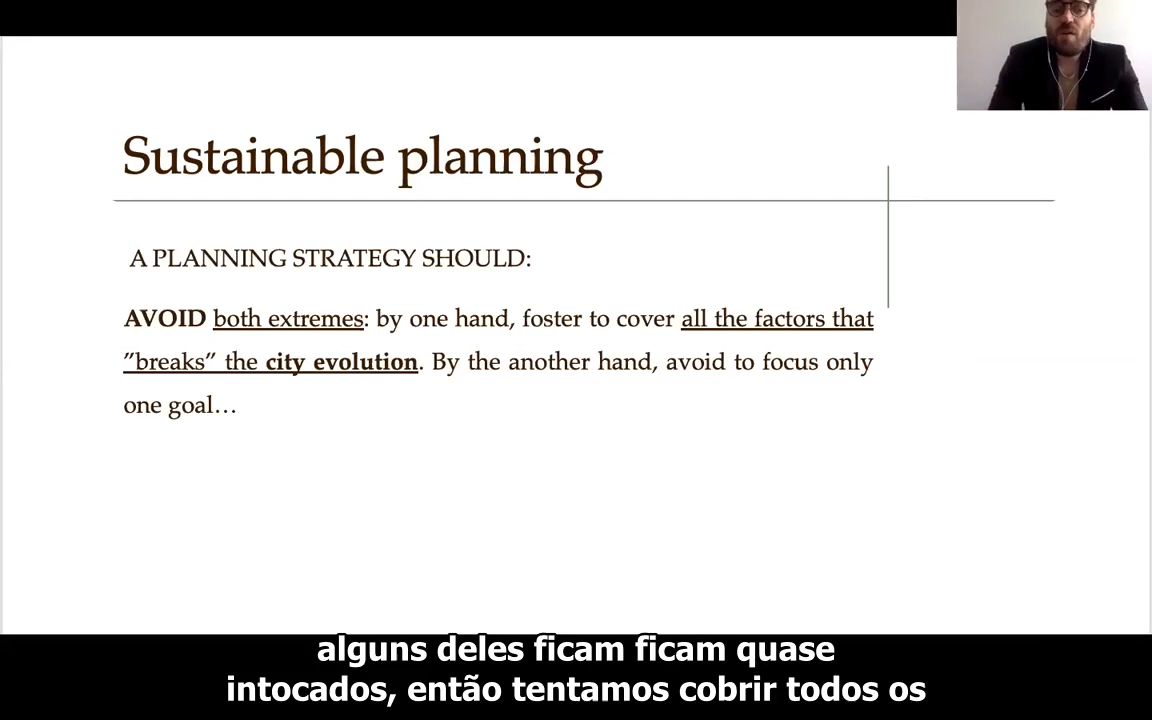 Sustainable planning
A PLANNING STRATEGY SHOULD:
AVOID both extremes: by one hand, foster to cover all the factors that
”breaks” the city evolution. By the another hand, avoid to focus only
one goal…
alguns deles ficam ficam quase
intocados, então tentamos cobrir todos os